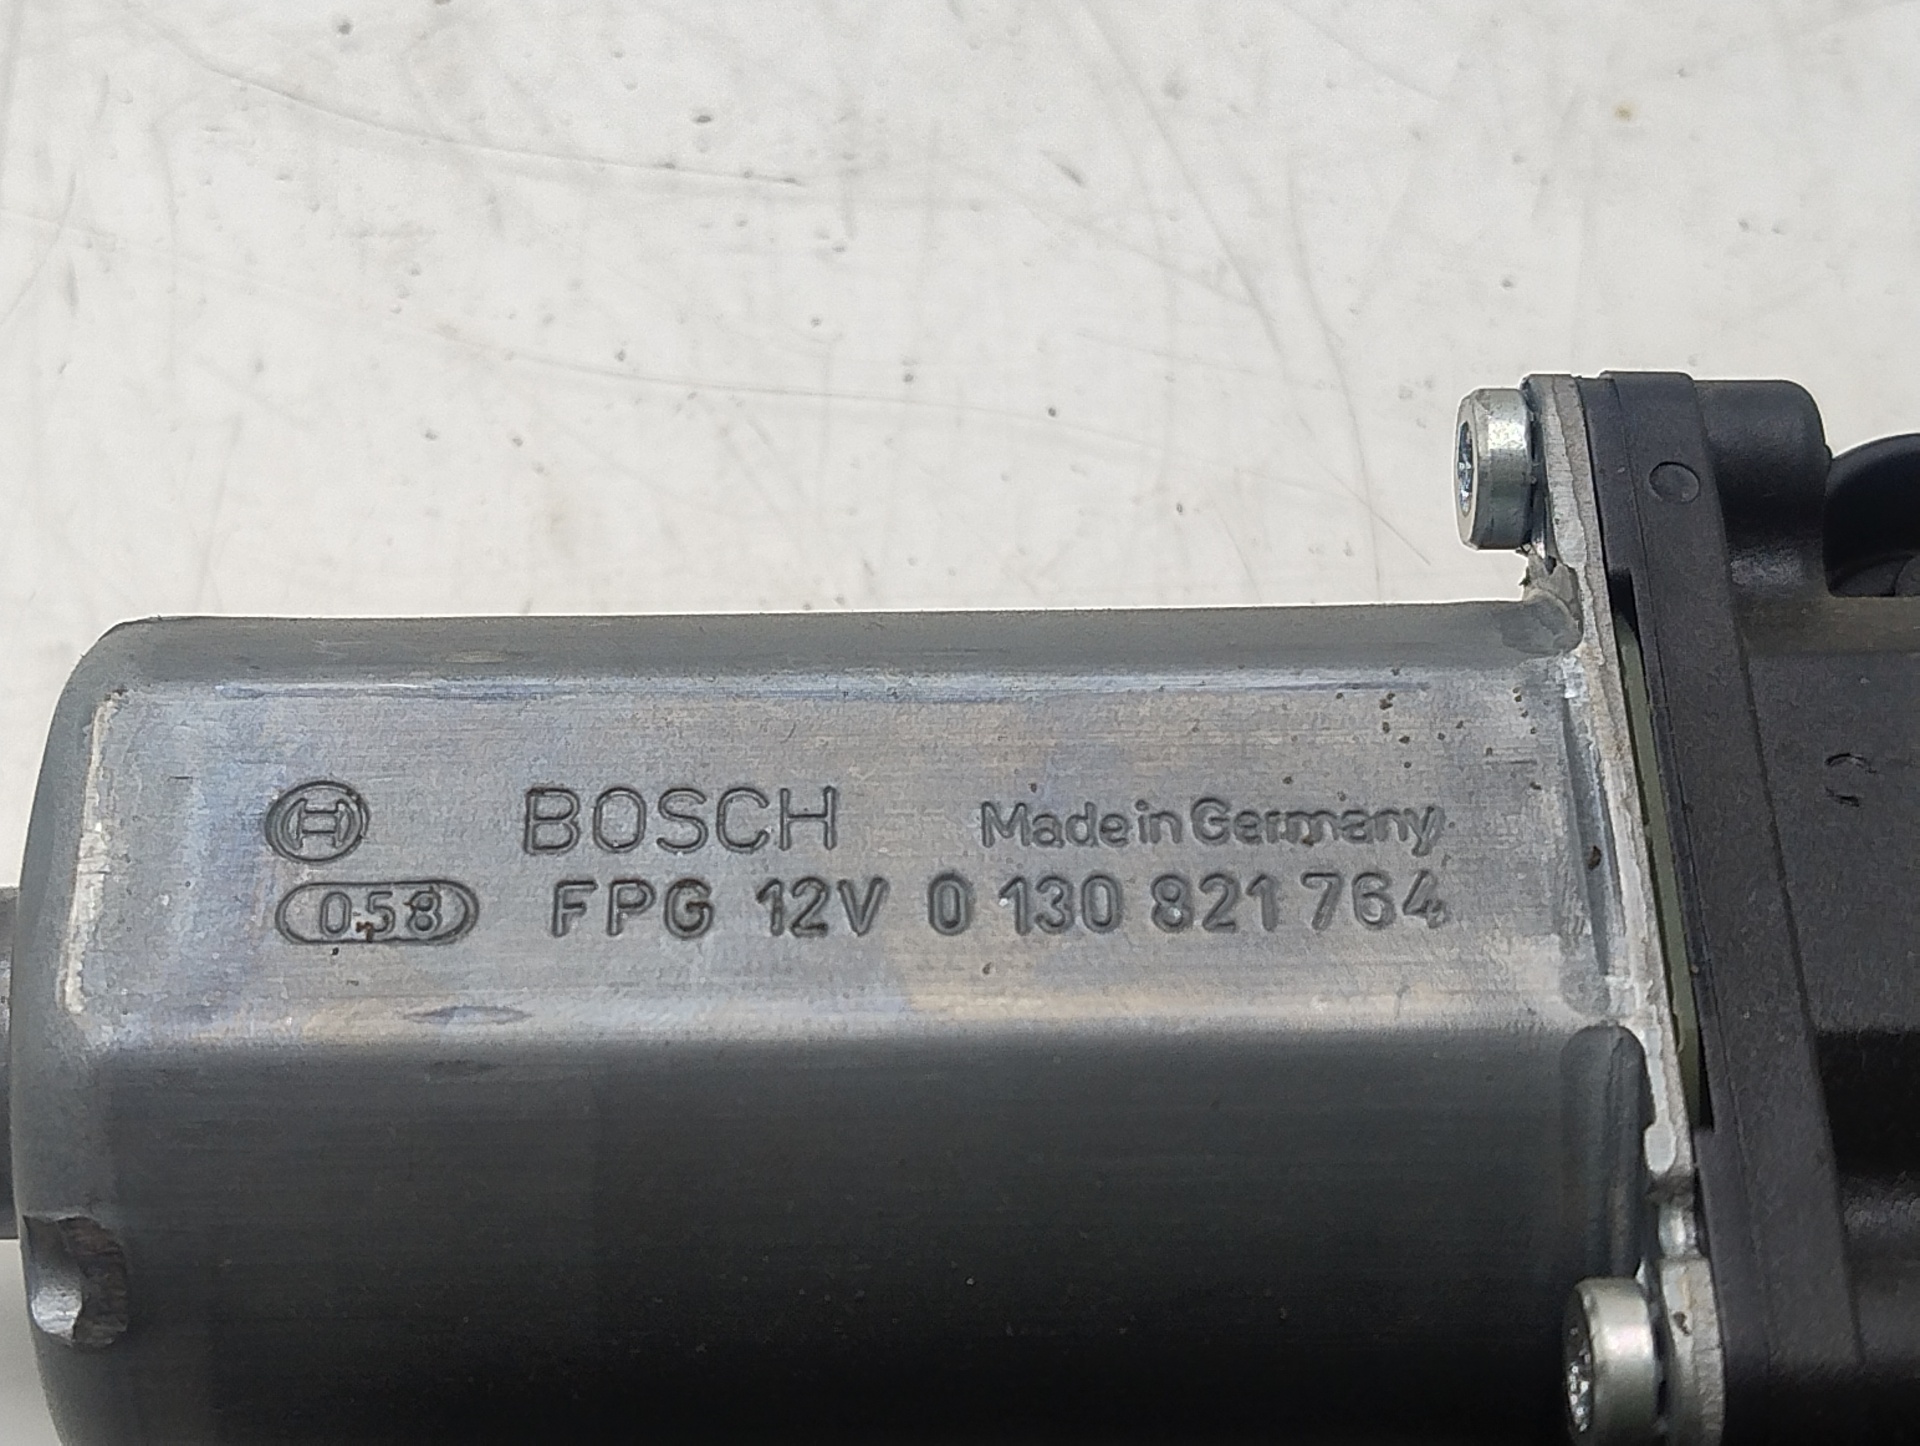 BOSCH Made in Germany
058 FPG 12V 0 130 821 764